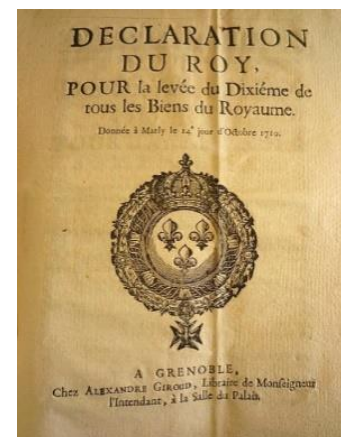 DECLARATION
DU ROY,
POUR la levée du Dixiéme de
tous les Biens du Royaume.
Donnée à Marly le 14e jour d'Octobre 1710.
A GRENOBLE,
Chez ALEXANDRE GIROUD, Libraire de Monseigneur
l'Intendant, à la Salle du Palais.